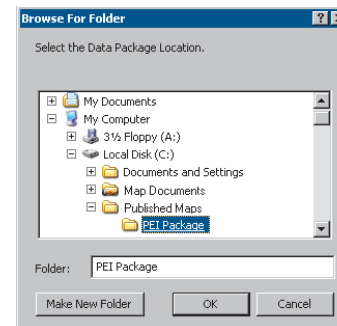 Browse For Folder
Select the Data Package Location.
My Documents
My Computer
3½ Floppy (A:)
Local Disk (C:)
Documents and Settings
Map Documents
Published Maps
PEI Package
Folder: PEI Package
Make New Folder OK Cancel